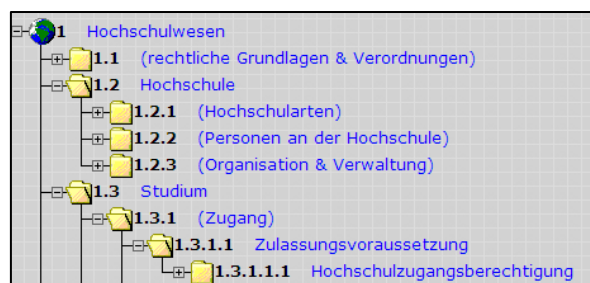 1 Hochschulwesen
1.1 (rechtliche Grundlagen & Verordnungen)
1.2 Hochschule
1.2.1 (Hochschularten)
1.2.2 (Personen an der Hochschule)
1.2.3 (Organisation & Verwaltung)
1.3 Studium
1.3.1 (Zugang)
1.3.1.1 Zulassungsvoraussetzung
1.3.1.1.1 Hochschulzugangsberechtigung